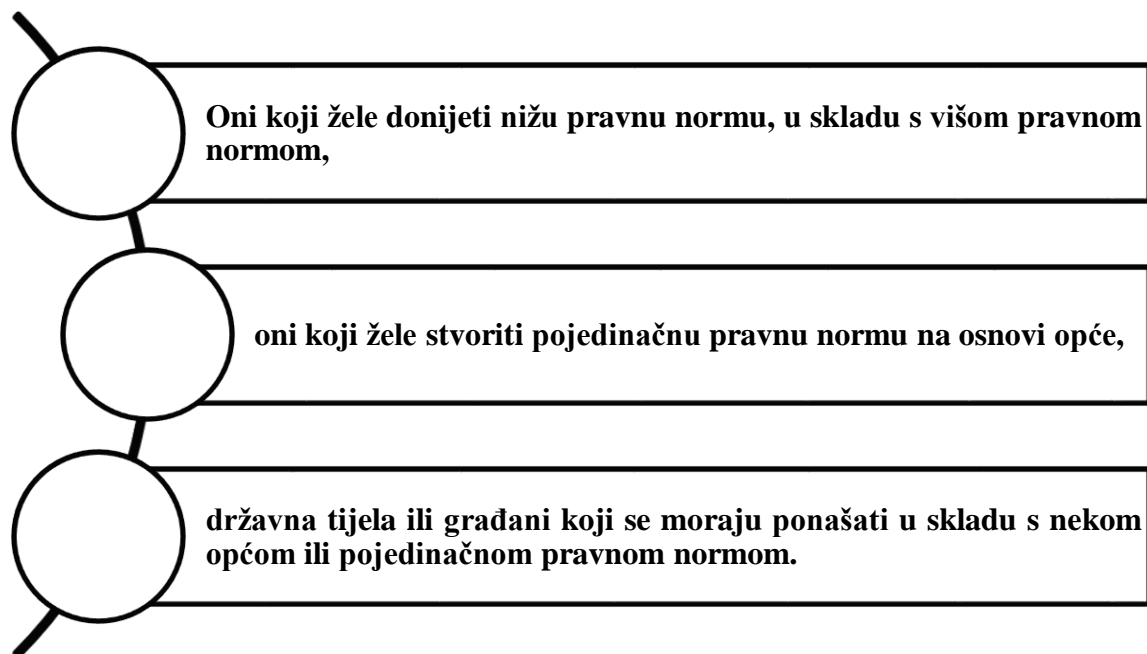 Oni koji žele donijeti nižu pravnu normu, u skladu s višom pravnom
normom,
oni koji žele stvoriti pojedinačnu pravnu normu na osnovi opće,
državna tijela ili građani koji se moraju ponašati u skladu s nekom
općom ili pojedinačnom pravnom normom.